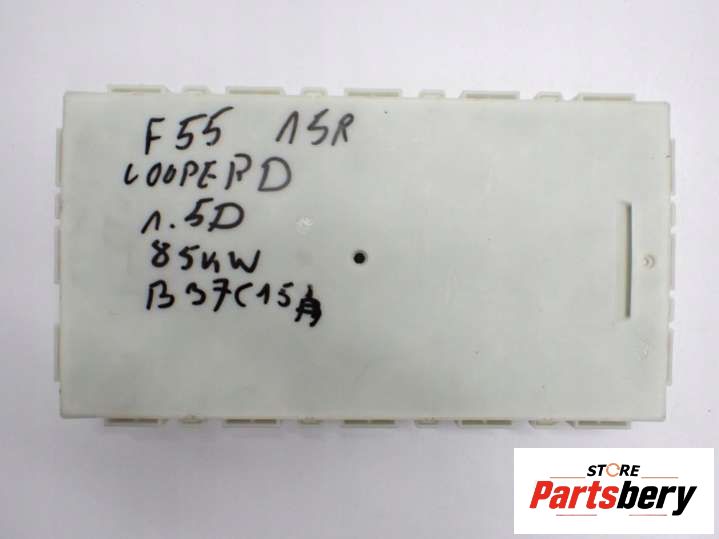 F55 15R
COOPER D
1.5D
85KW
B37C15A
STORE
Partsbery